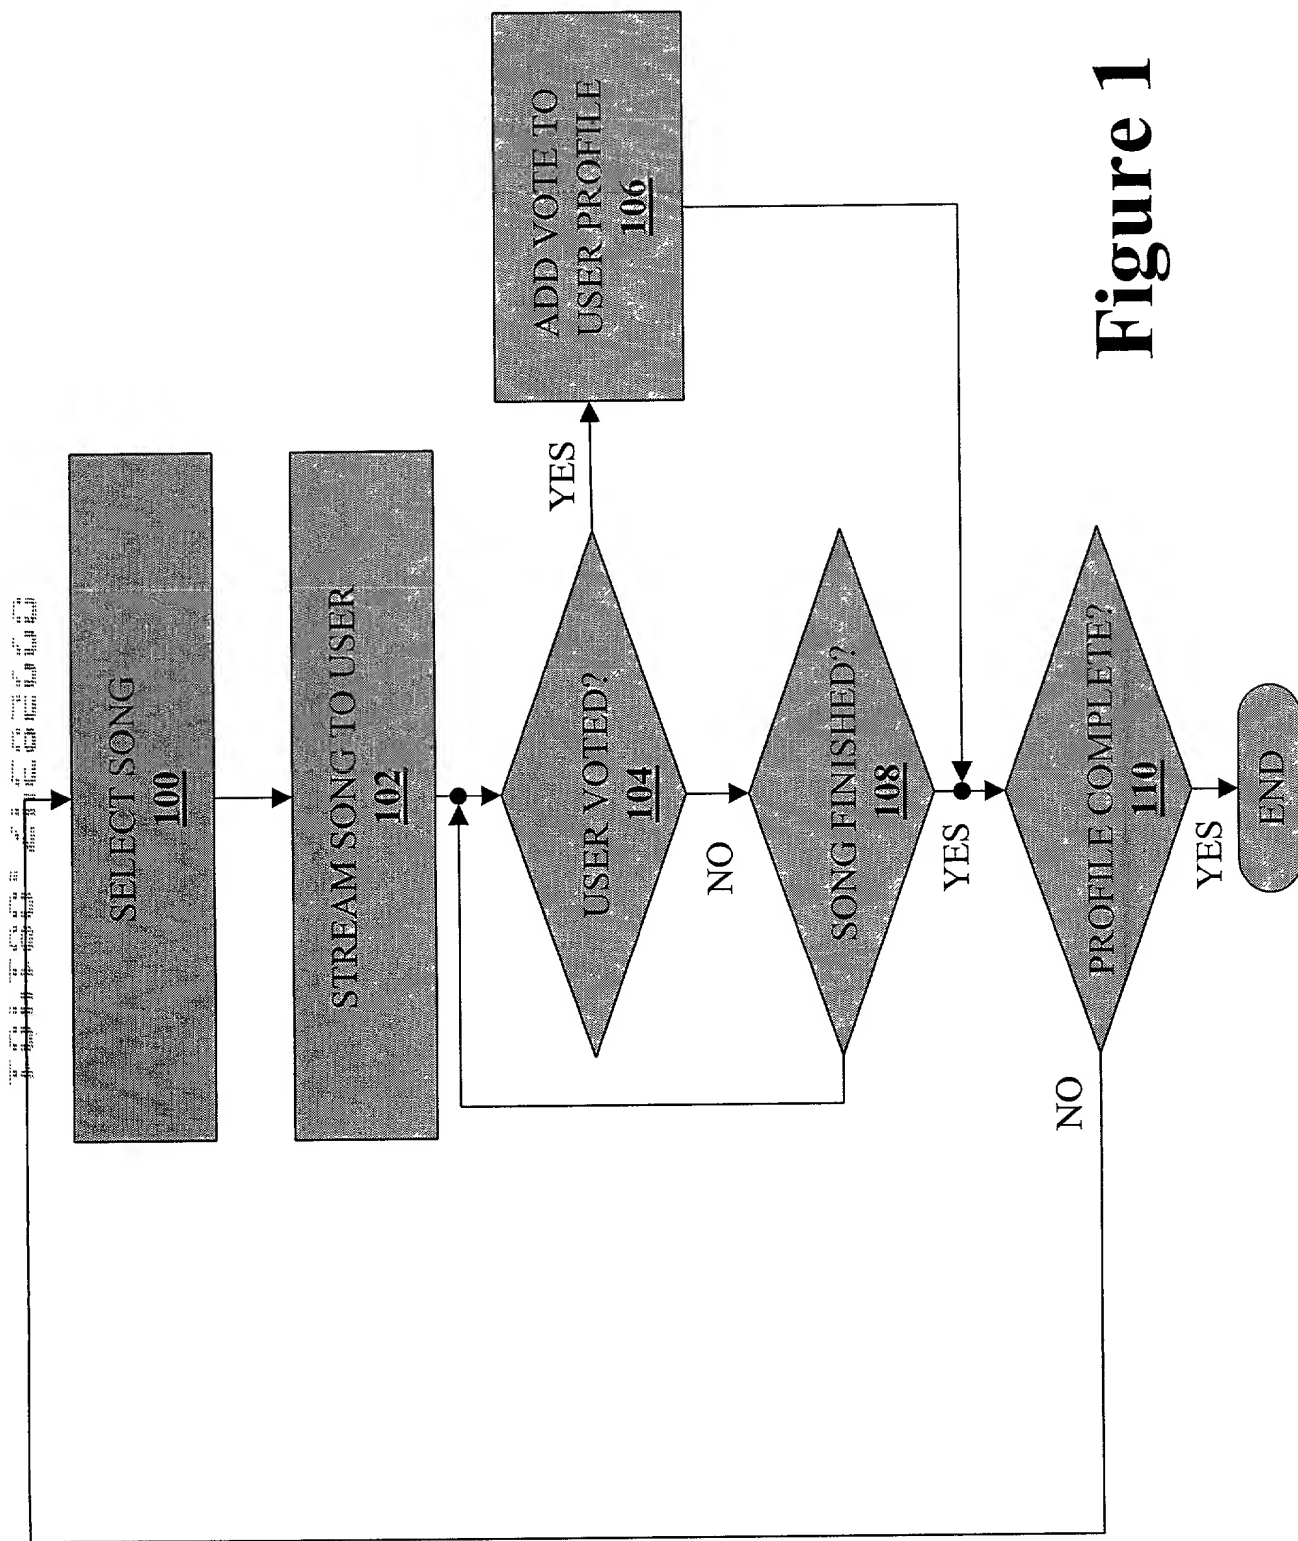 SELECT SONG
100
STREAM SONG TO USER
102
USER VOTED?
104
YES
ADD VOTE TO
USER PROFILE
106
NO
SONG FINISHED?
108
YES
PROFILE COMPLETE?
110
NO
YES
END
Figure 1